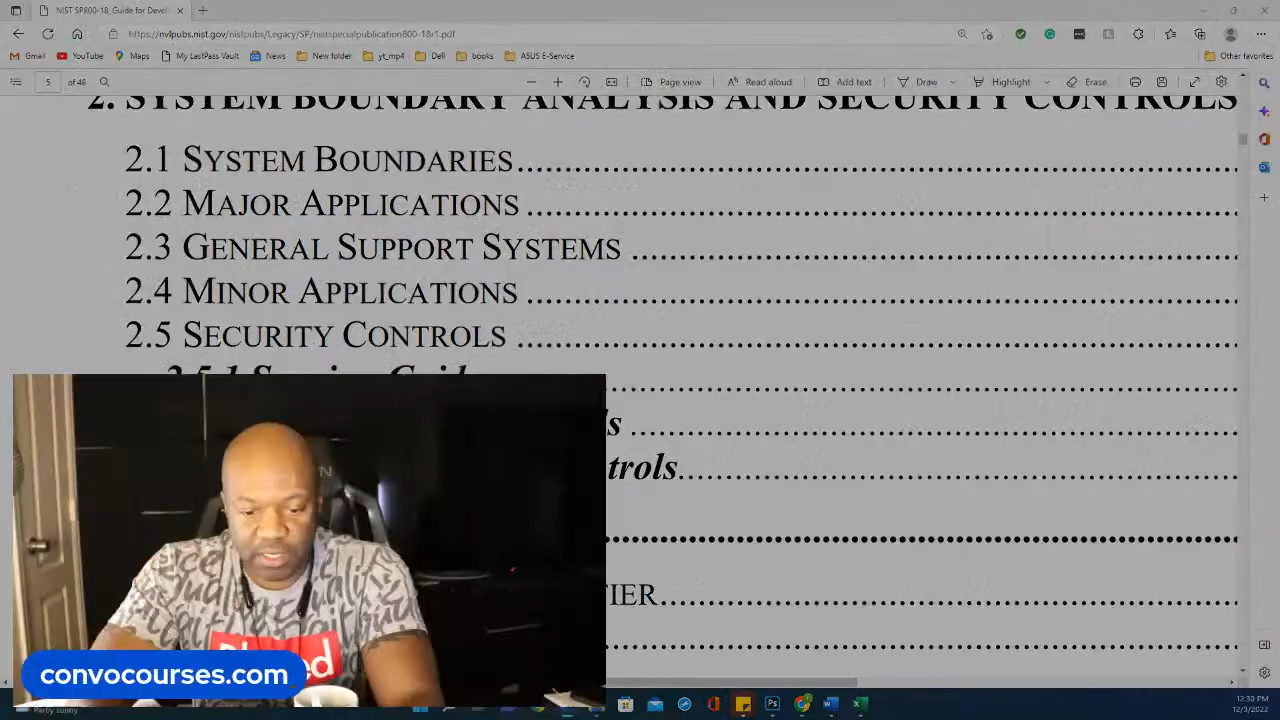 NIST SP800-18, Guide for Devel
https://nvlpubs.nist.gov/nistpubs/Legacy/SP/nistspecialpublication800-18r1.pdf
Gmail YouTube Maps My LastPass Vault News New folder yt_mp4 Dell books ASUS E-Service Other favorites
5 of 48 Page view Read aloud Add text Draw Highlight Erase
2. SYSTEM BOUNDARY ANALYSIS AND SECURITY CONTROLS
2.1 SYSTEM BOUNDARIES
2.2 MAJOR APPLICATIONS
2.3 GENERAL SUPPORT SYSTEMS
2.4 MINOR APPLICATIONS
2.5 SECURITY CONTROLS
2.5.1
trols
convocourses.com
12:30 PM
12/3/2022